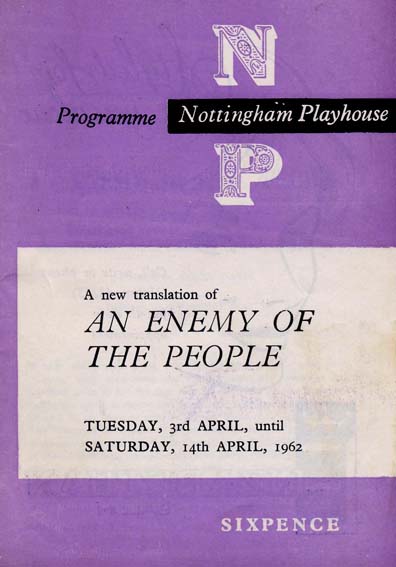 N
Programme Nottingham Playhouse
P
A new translation of
AN ENEMY OF
THE PEOPLE
TUESDAY, 3rd APRIL, until
SATURDAY, 14th APRIL, 1962
SIXPENCE